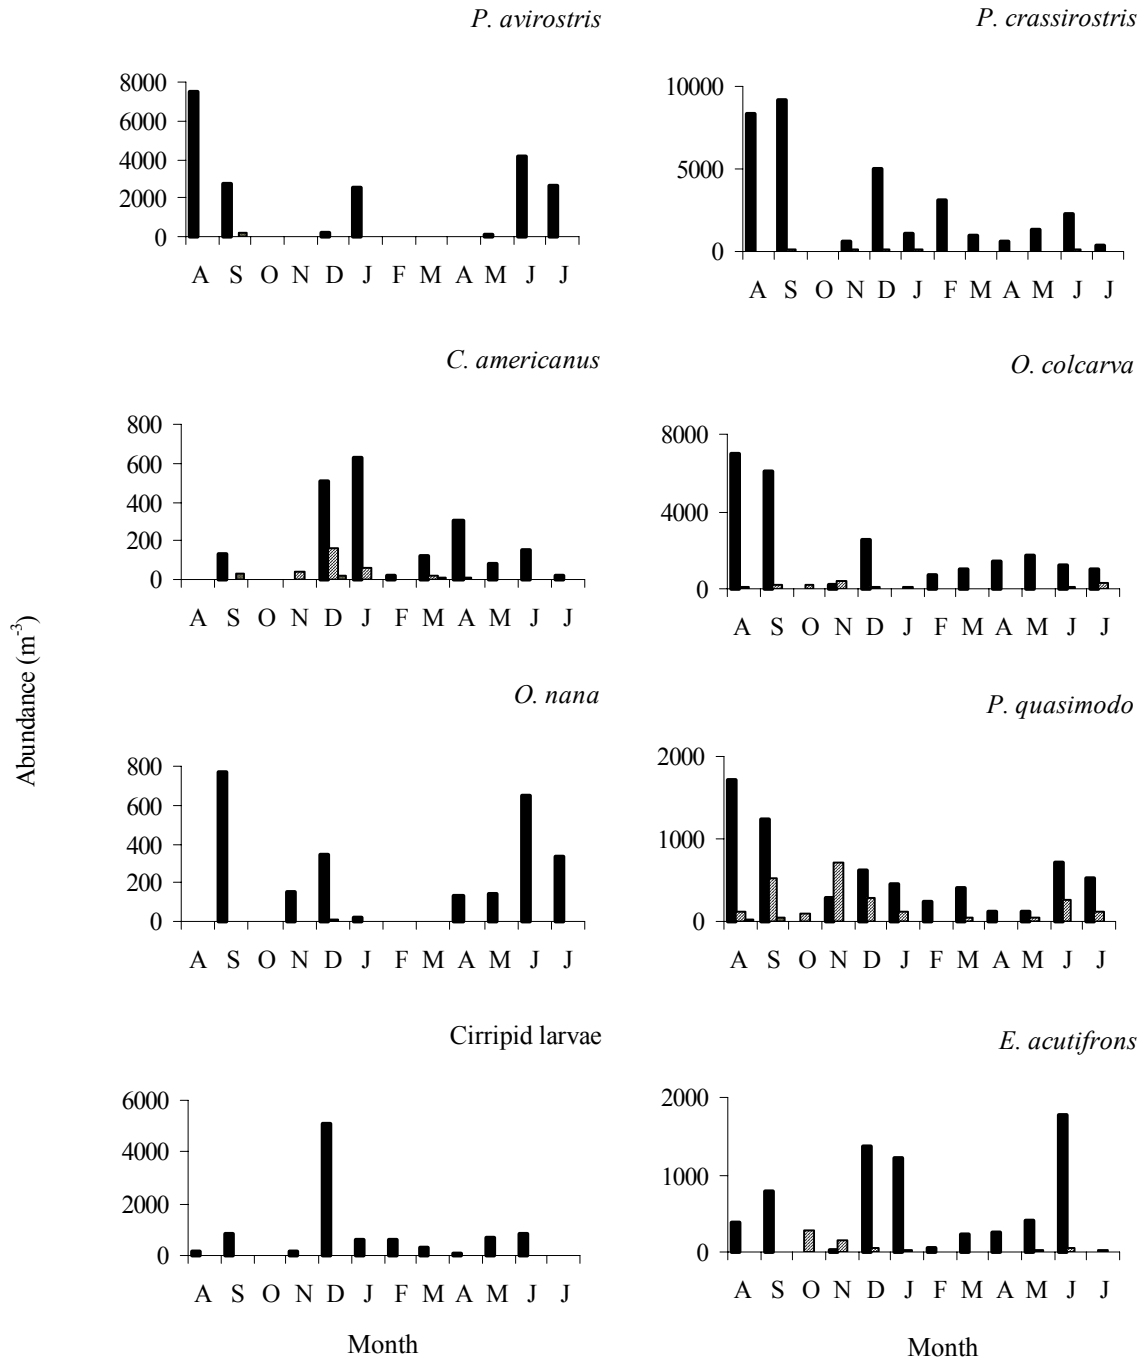 P. avirostris
8000
6000
4000
2000
0
A S O N D J F M A M J J
P. crassirostris
10000
5000
0
A S O N D J F M A M J J
C. americanus
800
600
400
200
0
A S O N D J F M A M J J
O. colcarva
8000
4000
0
A S O N D J F M A M J J
Abundance (m⁻³)
O. nana
800
600
400
200
0
A S O N D J F M A M J J
P. quasimodo
2000
1000
0
A S O N D J F M A M J J
Cirripid larvae
6000
4000
2000
0
A S O N D J F M A M J J
Month
E. acutifrons
2000
1000
0
A S O N D J F M A M J J
Month